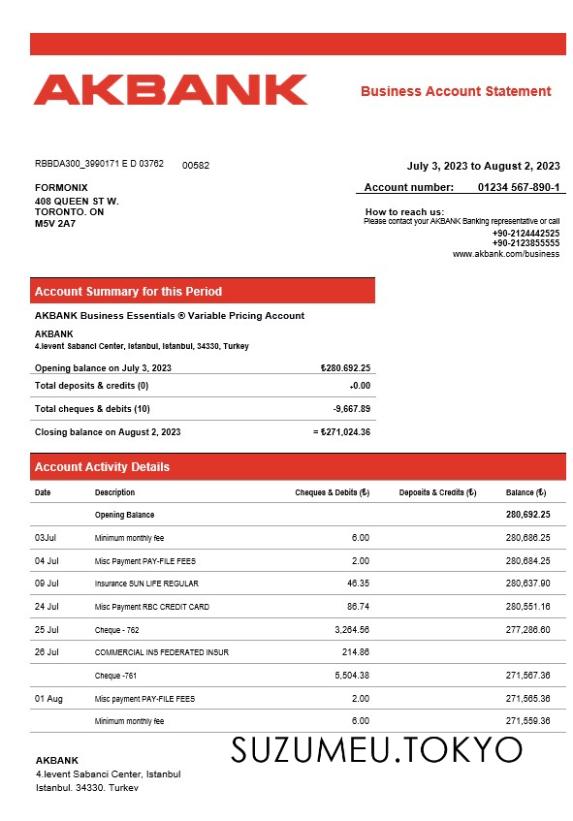 AKBANK
Business Account Statement
RBBDA300_3990171 E D 03762 00582
July 3, 2023 to August 2, 2023
FORMONIX
408 QUEEN ST W.
TORONTO. ON
M5V 2A7
Account number: 01234 567-890-1
How to reach us:
Please contact your AKBANK Banking representative or call
+90-2124442525
+90-2123855555
www.akbank.com/business
Account Summary for this Period
AKBANK Business Essentials ® Variable Pricing Account
AKBANK
4.levent Sabanci Center, Istanbul, Istanbul, 34330, Turkey
Opening balance on July 3, 2023 ₺280.692.25
Total deposits & credits (0) .0.00
Total cheques & debits (10) -9,667.89
Closing balance on August 2, 2023 = ₺271,024.36
Account Activity Details
Date Description Cheques & Debits (₺) Deposits & Credits (₺) Balance (₺)
Opening Balance 280,692.25
03Jul Minimum monthly fee 6.00 280,686.25
04 Jul Misc Payment PAY-FILE FEES 2.00 280,684.25
09 Jul Insurance SUN LIFE REGULAR 46.35 280,637.90
24 Jul Misc Payment RBC CREDIT CARD 86.74 280,551.16
25 Jul Cheque - 762 3,264.56 277,286.60
26 Jul COMMERCIAL INS FEDERATED INSUR 214.86
Cheque -761 5,504.38 271,567.36
01 Aug Misc payment PAY-FILE FEES 2.00 271,565.36
Minimum monthly fee 6.00 271,559.36
SUZUMEU.TOKYO
AKBANK
4.levent Sabanci Center, Istanbul
Istanbul. 34330. Turkey